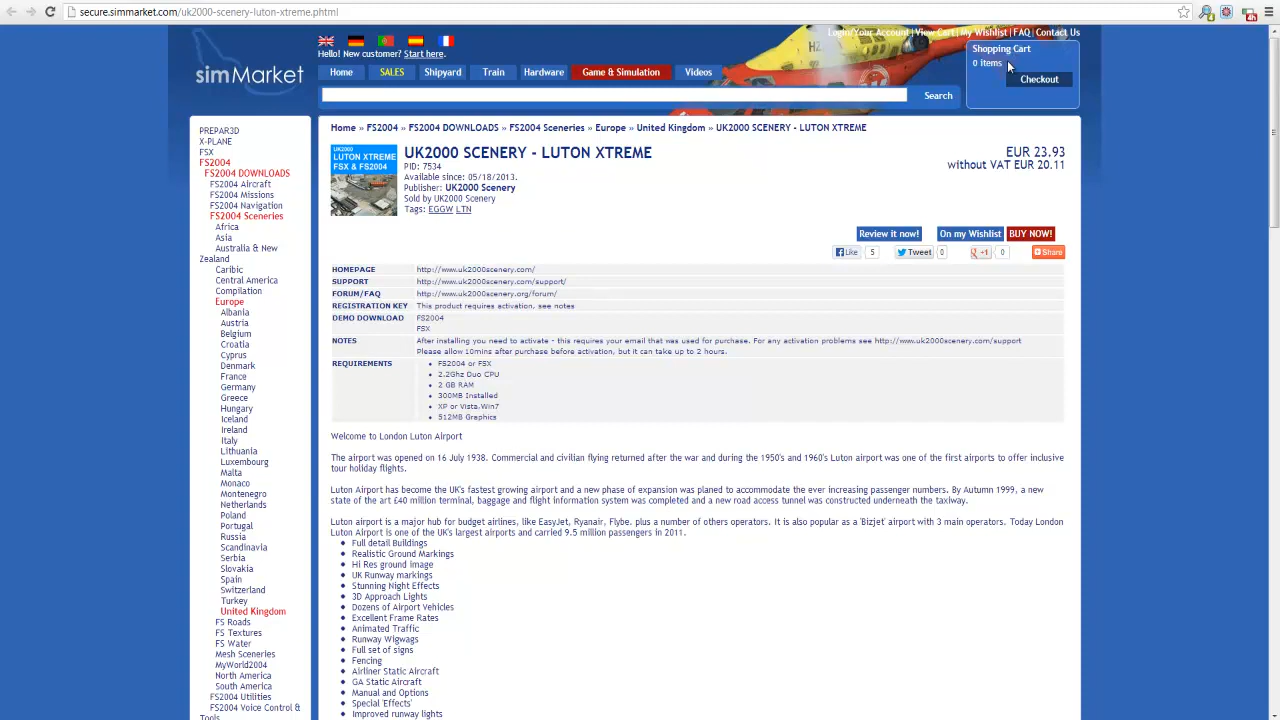 secure.simmarket.com/uk2000-scenery-luton-xtreme.phtml
Login/Your Account | View Cart | My Wishlist | FAQ | Contact Us
Hello! New customer? Start here.
simMarket
Home
SALES
Shipyard
Train
Hardware
Game & Simulation
Videos
Search
Shopping Cart
0 items
Checkout
PREPAR3D
X-PLANE
FSX
FS2004
FS2004 DOWNLOADS
FS2004 Aircraft
FS2004 Missions
FS2004 Navigation
FS2004 Sceneries
Africa
Asia
Australia & New
Zealand
Caribic
Central America
Compilation
Europe
Albania
Austria
Belgium
Croatia
Cyprus
Denmark
France
Germany
Greece
Hungary
Iceland
Ireland
Italy
Lithuania
Luxembourg
Malta
Monaco
Montenegro
Netherlands
Poland
Portugal
Russia
Scandinavia
Serbia
Slovakia
Spain
Switzerland
Turkey
United Kingdom
FS Roads
FS Textures
FS Water
Mesh Sceneries
MyWorld2004
North America
South America
FS2004 Utilities
FS2004 Voice Control &
Tools
Home » FS2004 » FS2004 DOWNLOADS » FS2004 Sceneries » Europe » United Kingdom » UK2000 SCENERY - LUTON XTREME
UK2000
LUTON XTREME
FSX & FS2004
UK2000 SCENERY - LUTON XTREME
PID: 7534
Available since: 05/18/2013.
Publisher: UK2000 Scenery
Sold by UK2000 Scenery
Tags: EGGW LTN
EUR 23.93
without VAT EUR 20.11
Review it now!
On my Wishlist
BUY NOW!
Like 5
Tweet 0
+1 0
Share
HOMEPAGE http://www.uk2000scenery.com/
SUPPORT http://www.uk2000scenery.com/support/
FORUM/FAQ http://www.uk2000scenery.org/forum/
REGISTRATION KEY This product requires activation, see notes
DEMO DOWNLOAD FS2004
FSX
NOTES After installing you need to activate - this requires your email that was used for purchase. For any activation problems see http://www.uk2000scenery.com/support
Please allow 10mins after purchase before activation, but it can take up to 2 hours.
REQUIREMENTS
• FS2004 or FSX
• 2.2Ghz Duo CPU
• 2 GB RAM
• 300MB Installed
• XP or Vista,Win7
• 512MB Graphics
Welcome to London Luton Airport
The airport was opened on 16 July 1938. Commercial and civilian flying returned after the war and during the 1950's and 1960's Luton airport was one of the first airports to offer inclusive
tour holiday flights.
Luton Airport has become the UK's fastest growing airport and a new phase of expansion was planed to accommodate the ever increasing passenger numbers. By Autumn 1999, a new
state of the art £40 million terminal, baggage and flight information system was completed and a new road access tunnel was constructed underneath the taxiway.
Luton airport is a major hub for budget airlines, like EasyJet, Ryanair, Flybe. plus a number of others operators. It is also popular as a 'Bizjet' airport with 3 main operators. Today London
Luton Airport is one of the UK's largest airports and carried 9.5 million passengers in 2011.
• Full detail Buildings
• Realistic Ground Markings
• Hi Res ground image
• UK Runway markings
• Stunning Night Effects
• 3D Approach Lights
• Dozens of Airport Vehicles
• Excellent Frame Rates
• Animated Traffic
• Runway Wigwags
• Full set of signs
• Fencing
• Airliner Static Aircraft
• GA Static Aircraft
• Manual and Options
• Special 'Effects'
• Improved runway lights